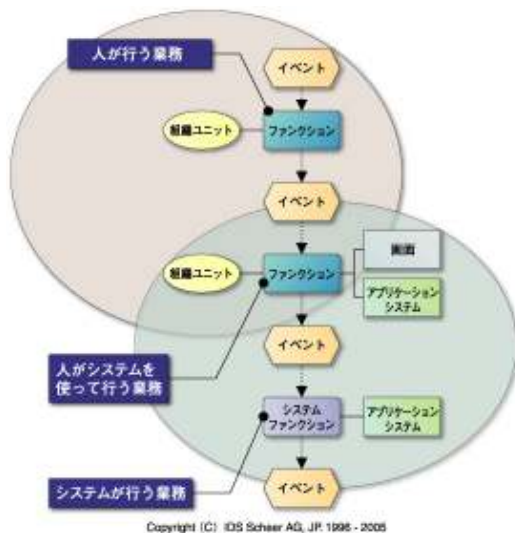 人が行う業務
イベント
組織ユニット
ファンクション
イベント
画面
組織ユニット
ファンクション
アプリケーション
システム
イベント
人がシステムを
使って行う業務
システム
ファンクション
アプリケーション
システム
システムが行う業務
イベント
Copyright (C) IDS Scheer AG, JP. 1996 - 2005